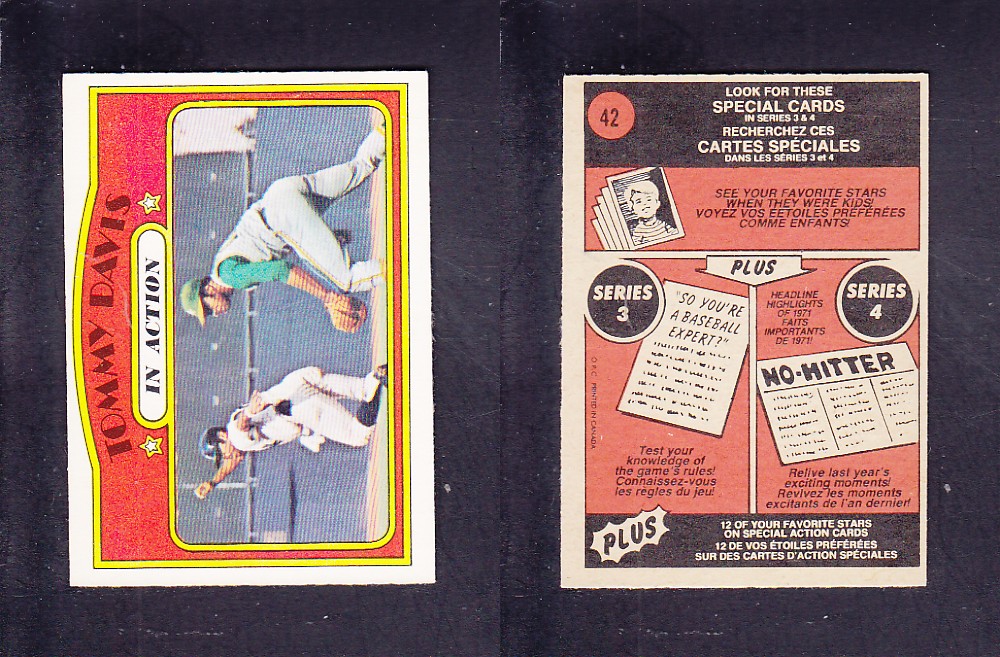 TOMMY DAVIS
IN ACTION
42
LOOK FOR THESE
SPECIAL CARDS
IN SERIES 3 & 4
RECHERCHEZ CES
CARTES SPÉCIALES
DANS LES SÉRIES 3 et 4
SEE YOUR FAVORITE STARS
WHEN THEY WERE KIDS!
VOYEZ VOS ÉETOILES PRÉFÉRÉES
COMME ENFANTS!
PLUS
SERIES
3
"SO YOU'RE
A BASEBALL
EXPERT?"
HEADLINE
HIGHLIGHTS
OF 1971
FAITS
IMPORTANTS
DE 1971!
SERIES
4
NO-HITTER
O.P.C. PRINTED IN CANADA
Test your
knowledge of
the game's rules!
Connaissez-vous
les règles du jeu!
Relive last year's
exciting moments!
Revivez les moments
excitants de l'an dernier!
PLUS
12 OF YOUR FAVORITE STARS
ON SPECIAL ACTION CARDS
12 DE VOS ÉTOILES PRÉFÉRÉES
SUR DES CARTES D'ACTION SPÉCIALES